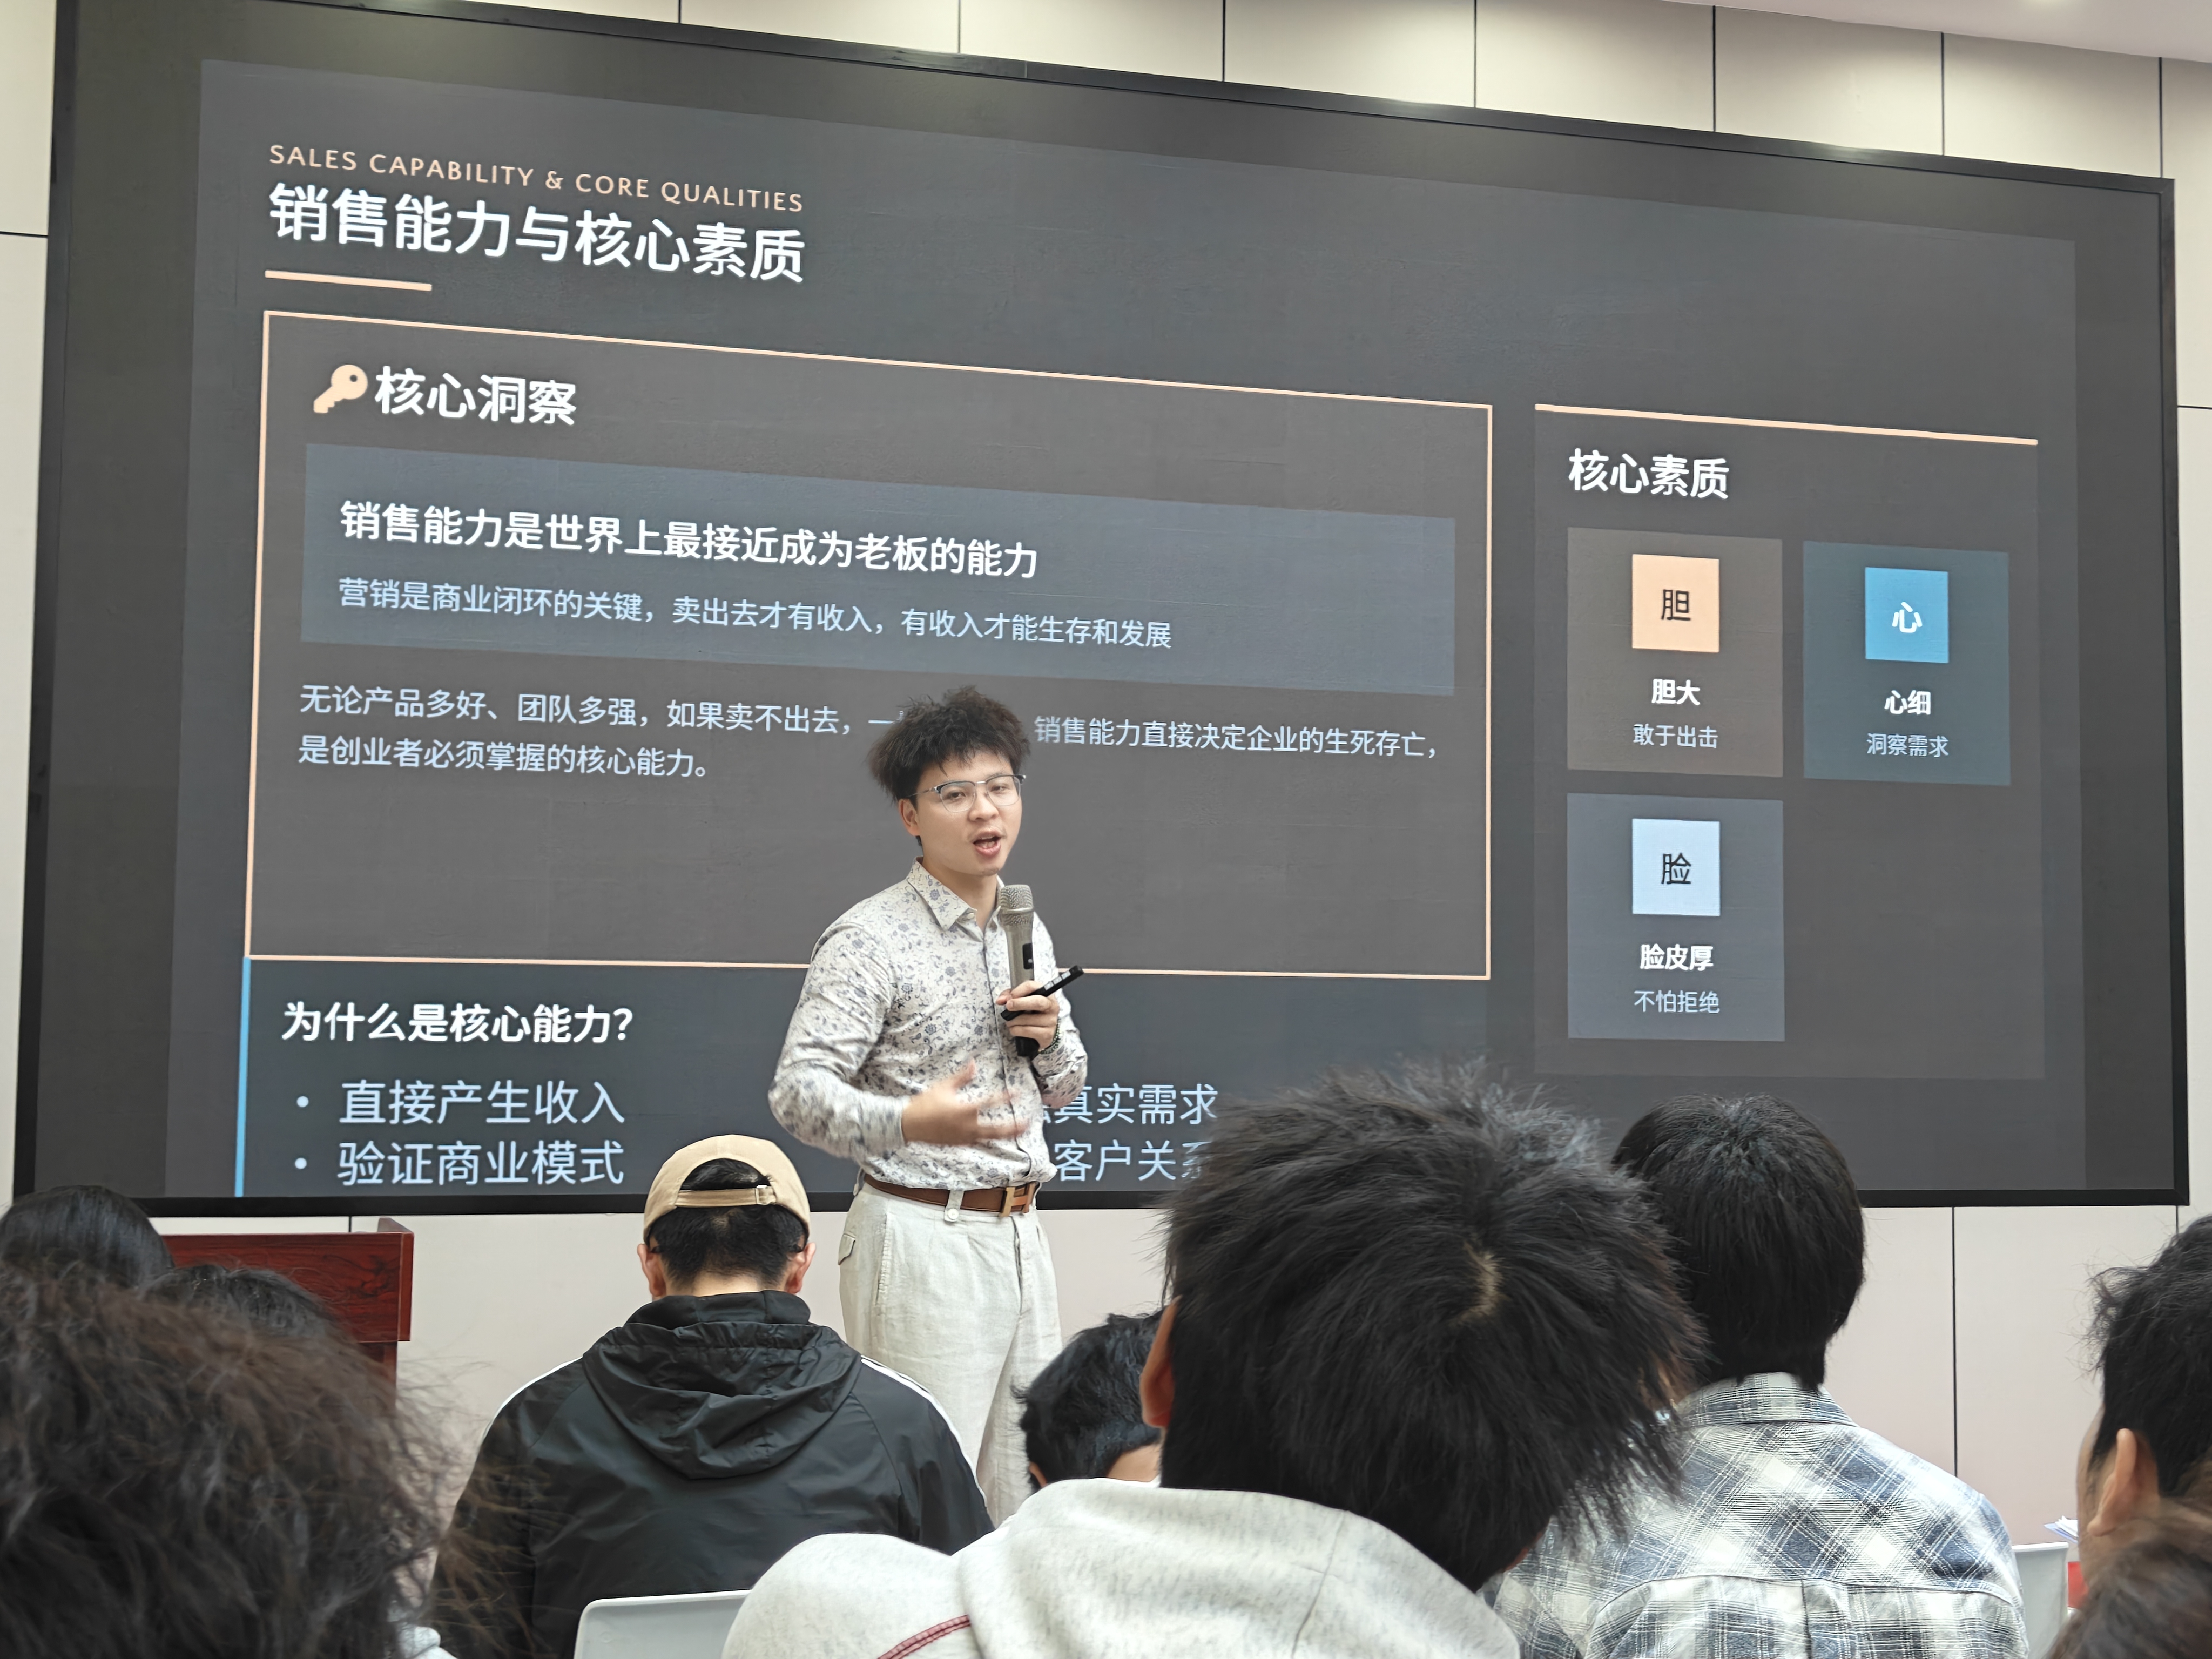 SALES CAPABILITY & CORE QUALITIES
销售能力与核心素质
核心洞察
销售能力是世界上最接近成为老板的能力
营销是商业闭环的关键，卖出去才有收入，有收入才能生存和发展
无论产品多好、团队多强，如果卖不出去，一 销售能力直接决定企业的生死存亡，
是创业者必须掌握的核心能力。
为什么是核心能力？
• 直接产生收入
• 验证商业模式
真实需求
客户关
核心素质
胆
胆大
敢于出击
心
心细
洞察需求
脸
脸皮厚
不怕拒绝